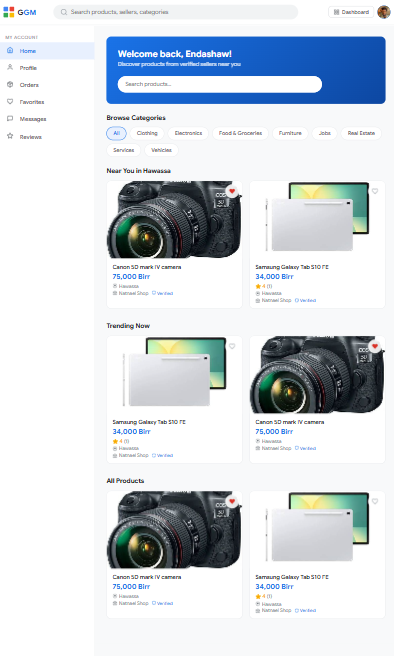 GGM
Search products, sellers, categories
Dashboard
MY ACCOUNT
Home
Profile
Orders
Favorites
Messages
Reviews
Welcome back, Endashaw!
Discover products from verified sellers near you
Search products...
Browse Categories
All
Clothing
Electronics
Food & Groceries
Furniture
Jobs
Real Estate
Services
Vehicles
Near You in Hawassa
Canon 5D mark IV camera
75,000 Birr
Hawassa
Natnael Shop Verified
Samsung Galaxy Tab S10 FE
34,000 Birr
4 (1)
Hawassa
Natnael Shop Verified
Trending Now
Samsung Galaxy Tab S10 FE
34,000 Birr
4 (1)
Hawassa
Natnael Shop Verified
Canon 5D mark IV camera
75,000 Birr
Hawassa
Natnael Shop Verified
All Products
Canon 5D mark IV camera
75,000 Birr
Hawassa
Natnael Shop Verified
Samsung Galaxy Tab S10 FE
34,000 Birr
4 (1)
Hawassa
Natnael Shop Verified